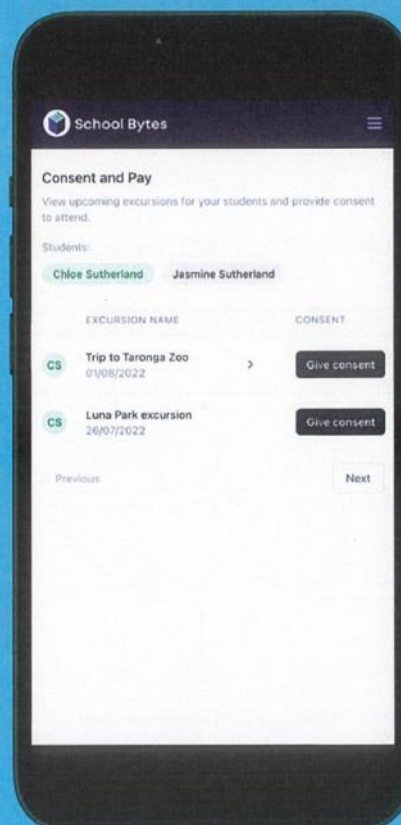 School Bytes
Consent and Pay
View upcoming excursions for your students and provide consent
to attend.
Students:
Chloe Sutherland Jasmine Sutherland
EXCURSION NAME CONSENT
CS Trip to Taronga Zoo > Give consent
01/08/2022
CS Luna Park excursion Give consent
26/07/2022
Previous Next